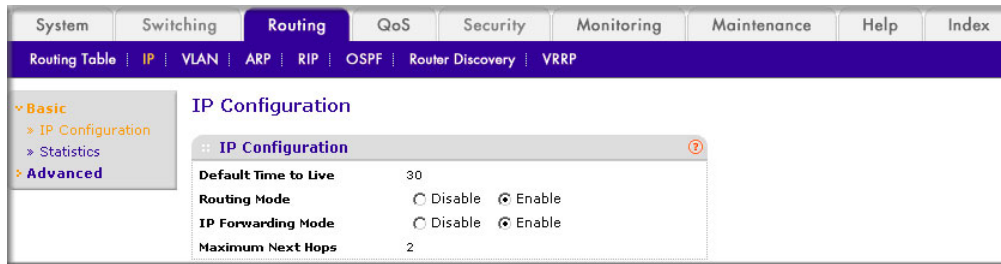 System Switching Routing QoS Security Monitoring Maintenance Help Index
Routing Table IP VLAN ARP RIP OSPF Router Discovery VRRP
Basic
» IP Configuration
» Statistics
Advanced
IP Configuration
IP Configuration ?
Default Time to Live 30
Routing Mode Disable Enable
IP Forwarding Mode Disable Enable
Maximum Next Hops 2